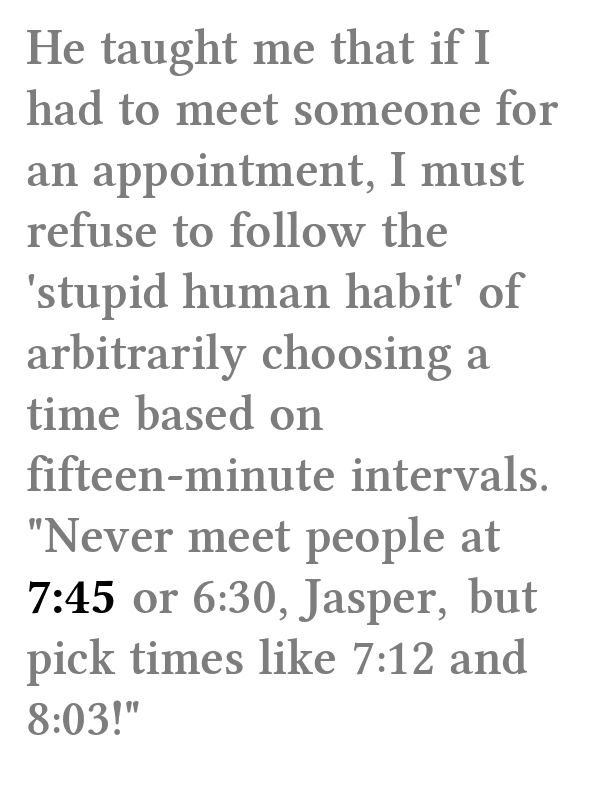 He taught me that if I
had to meet someone for
an appointment, I must
refuse to follow the
'stupid human habit' of
arbitrarily choosing a
time based on
fifteen-minute intervals.
"Never meet people at
7:45 or 6:30, Jasper, but
pick times like 7:12 and
8:03!"